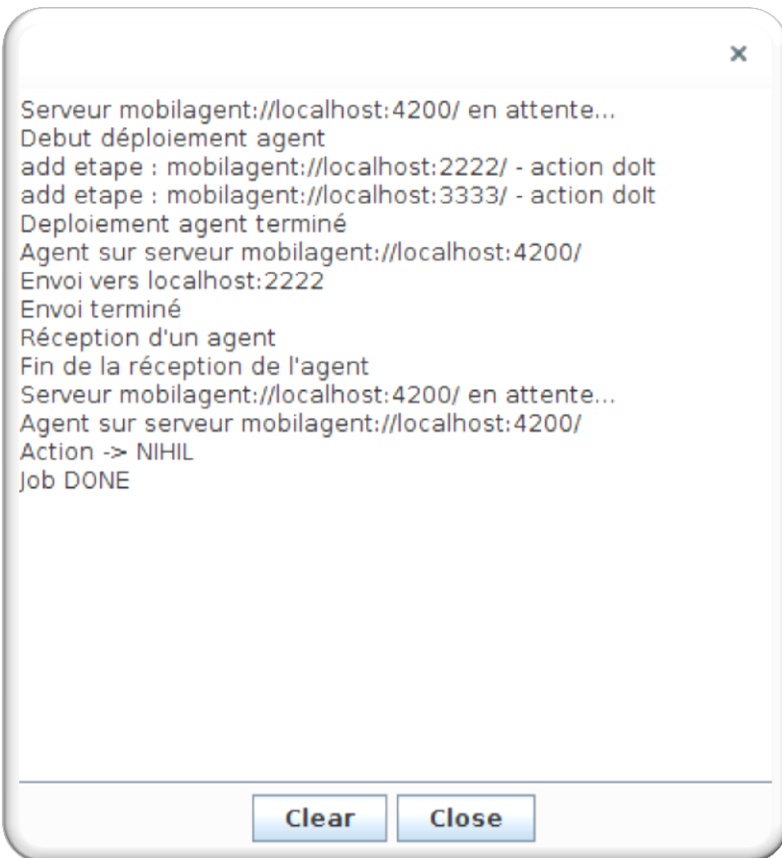 Serveur mobilagent://localhost:4200/ en attente...
Debut déploiement agent
add etape : mobilagent://localhost:2222/ - action doIt
add etape : mobilagent://localhost:3333/ - action doIt
Deploiement agent terminé
Agent sur serveur mobilagent://localhost:4200/
Envoi vers localhost:2222
Envoi terminé
Réception d'un agent
Fin de la réception de l'agent
Serveur mobilagent://localhost:4200/ en attente...
Agent sur serveur mobilagent://localhost:4200/
Action -> NIHIL
Job DONE
Clear Close